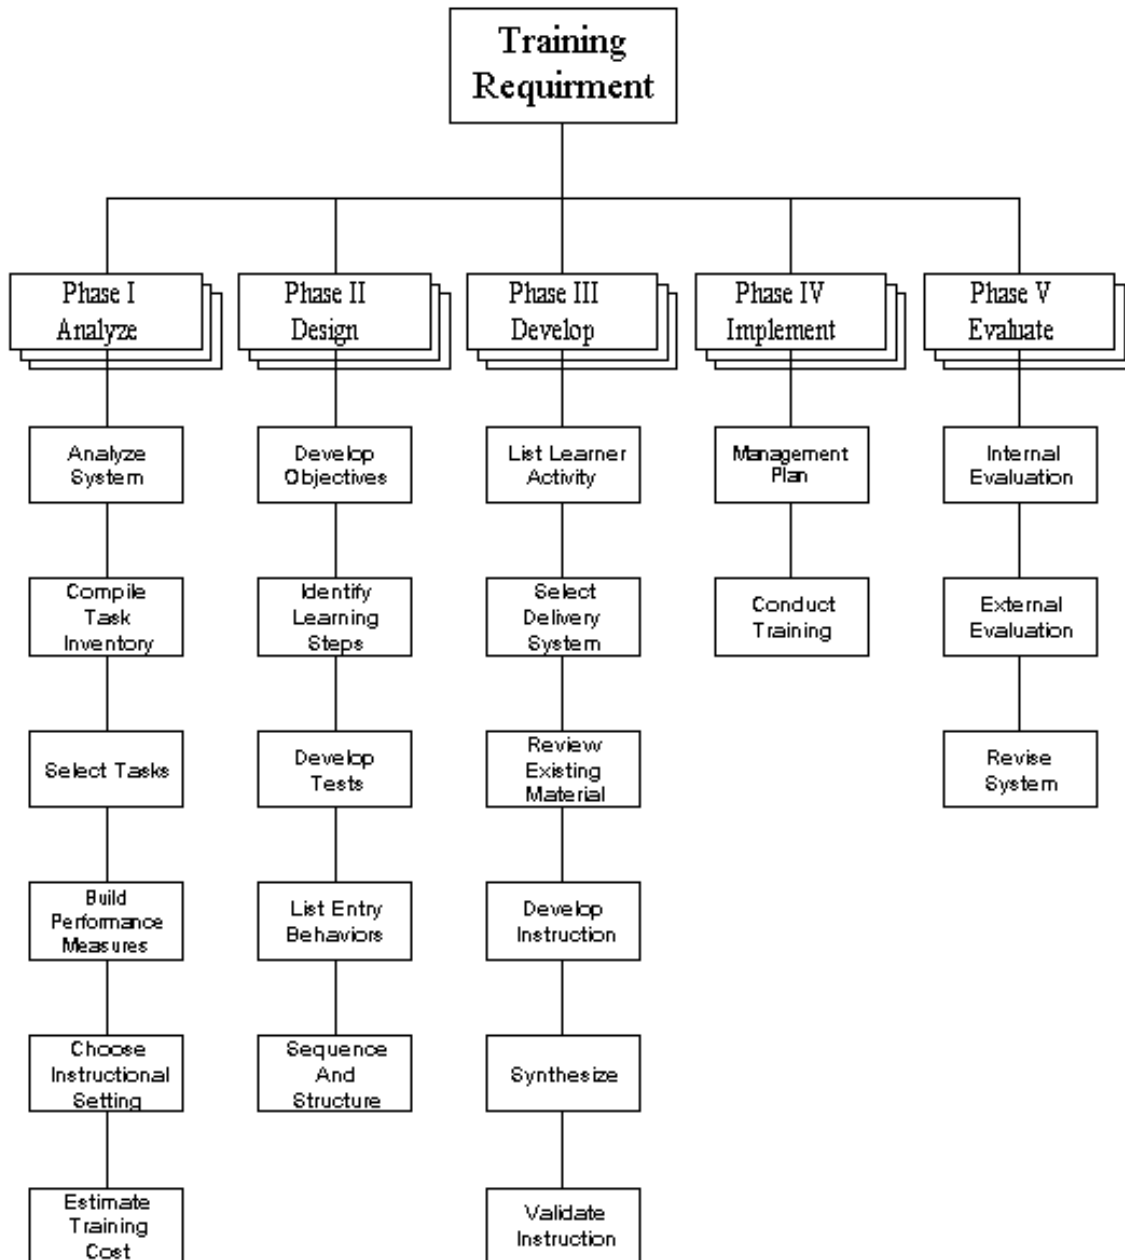 Training
Requirment
Phase I
Analyze
Phase II
Design
Phase III
Develop
Phase IV
Implement
Phase V
Evaluate
Analyze
System
Develop
Objectives
List Learner
Activity
Management
Plan
Internal
Evaluation
Compile
Task
Inventory
Identify
Learning
Steps
Select
Delivery
System
Conduct
Training
External
Evaluation
Select Tasks
Develop
Tests
Review
Existing
Material
Revise
System
Build
Performance
Measures
List Entry
Behaviors
Develop
Instruction
Choose
Instructional
Setting
Sequence
And
Structure
Synthesize
Estimate
Training
Cost
Validate
Instruction